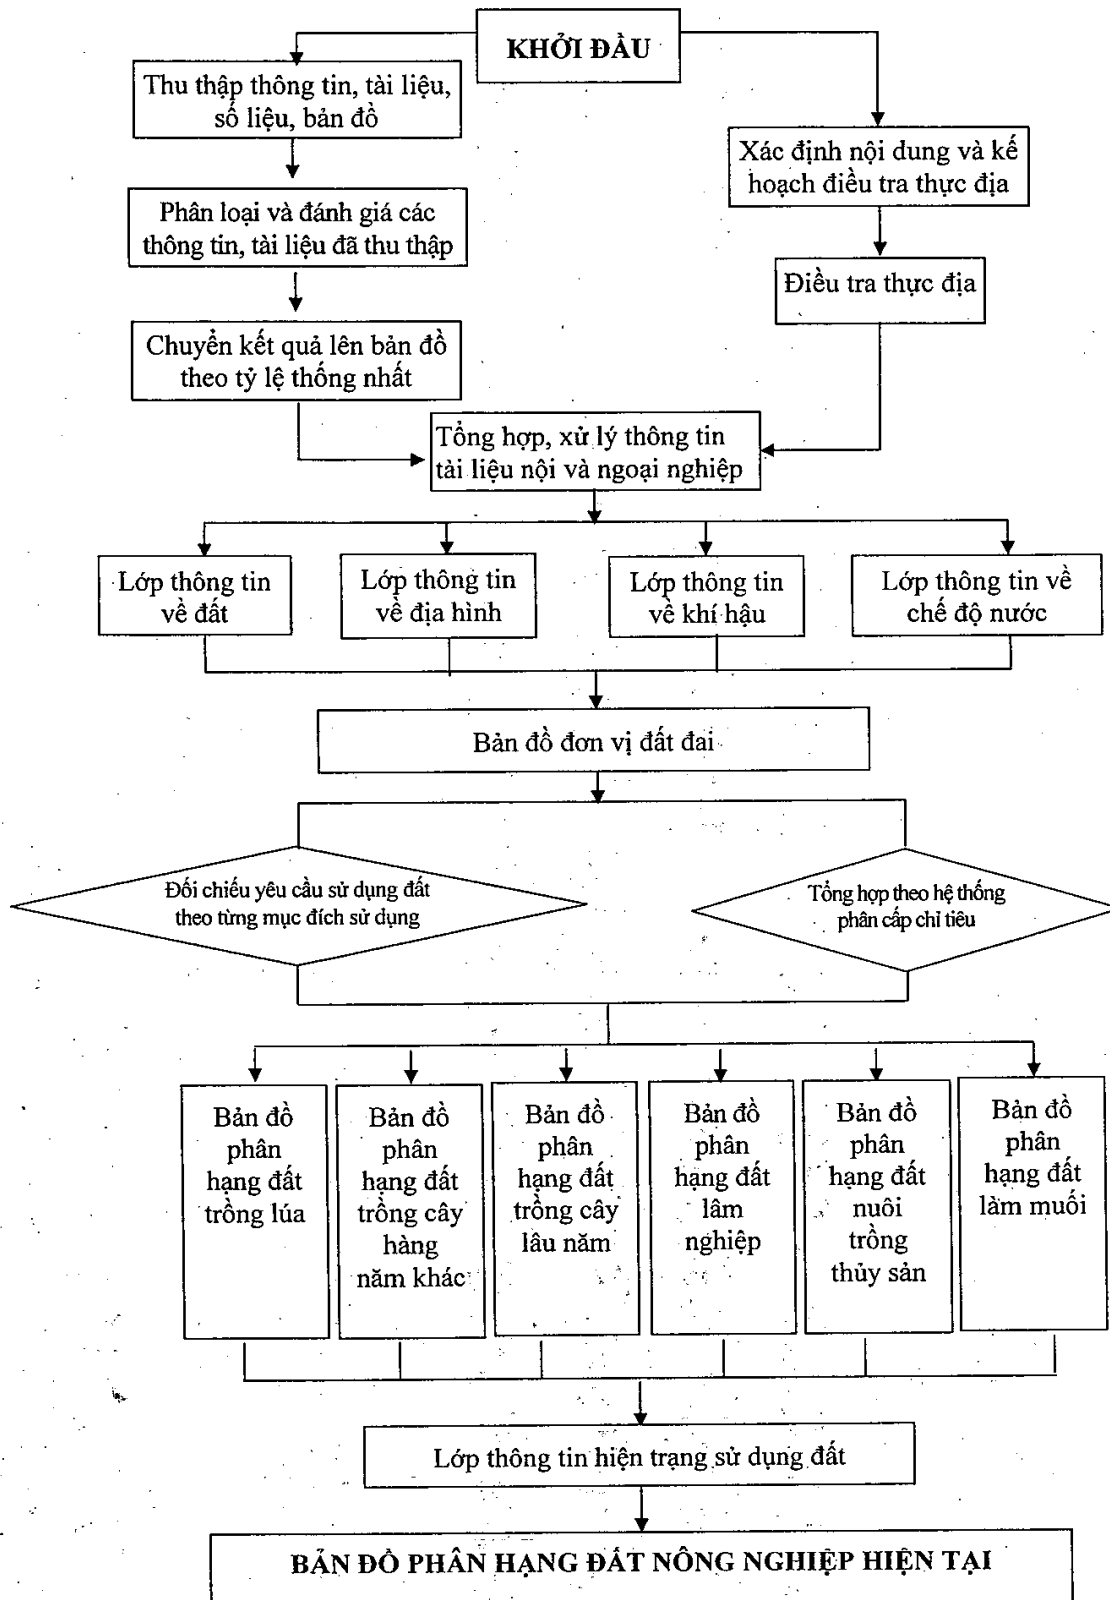 KHỞI ĐẦU
Thu thập thông tin, tài liệu,
số liệu, bản đồ
Xác định nội dung và kế
hoạch điều tra thực địa
Phân loại và đánh giá các
thông tin, tài liệu đã thu thập
Điều tra thực địa
Chuyển kết quả lên bản đồ
theo tỷ lệ thống nhất
Tổng hợp, xử lý thông tin
tài liệu nội và ngoại nghiệp
Lớp thông tin
về đất
Lớp thông tin
về địa hình
Lớp thông tin
về khí hậu
Lớp thông tin về
chế độ nước
Bản đồ đơn vị đất đai
Đối chiếu yêu cầu sử dụng đất
theo từng mục đích sử dụng
Tổng hợp theo hệ thống
phân cấp chỉ tiêu
Bản đồ
phân
hạng đất
trồng lúa
Bản đồ
phân
hạng đất
trồng cây
hàng
năm khác
Bản đồ
phân
hạng đất
trồng cây
lâu năm
Bản đồ
phân
hạng đất
lâm
nghiệp
Bản đồ
phân
hạng đất
nuôi
trồng
thủy sản
Bản đồ
phân
hạng đất
làm muối
Lớp thông tin hiện trạng sử dụng đất
BẢN ĐỒ PHÂN HẠNG ĐẤT NÔNG NGHIỆP HIỆN TẠI